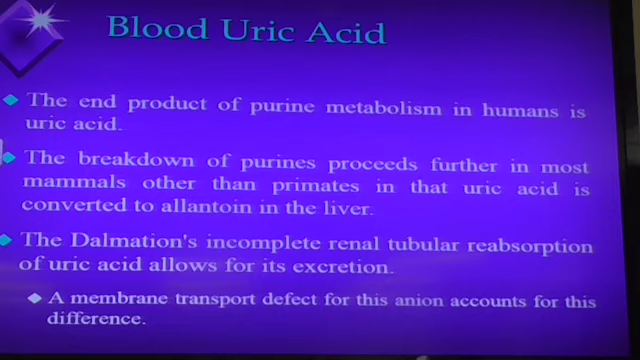 Blood Uric Acid
The end product of purine metabolism in humans is
uric acid.
The breakdown of purines proceeds further in most
mammals other than primates in that uric acid is
converted to allantoin in the liver.
The Dalmation's incomplete renal tubular reabsorption
of uric acid allows for its excretion.
A membrane transport defect for this anion accounts for this
difference.